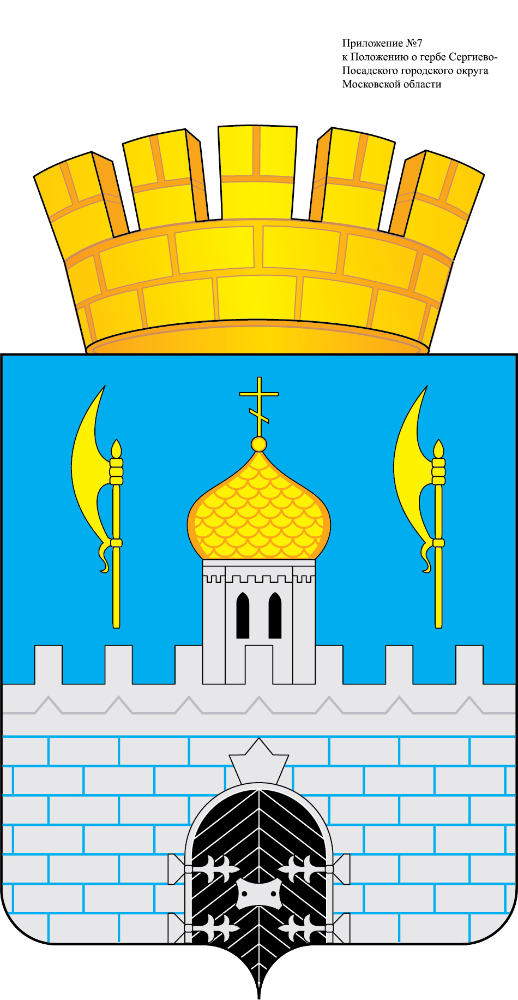 Приложение №7
к Положению о гербе Сергиево-
Посадского городского округа
Московской области